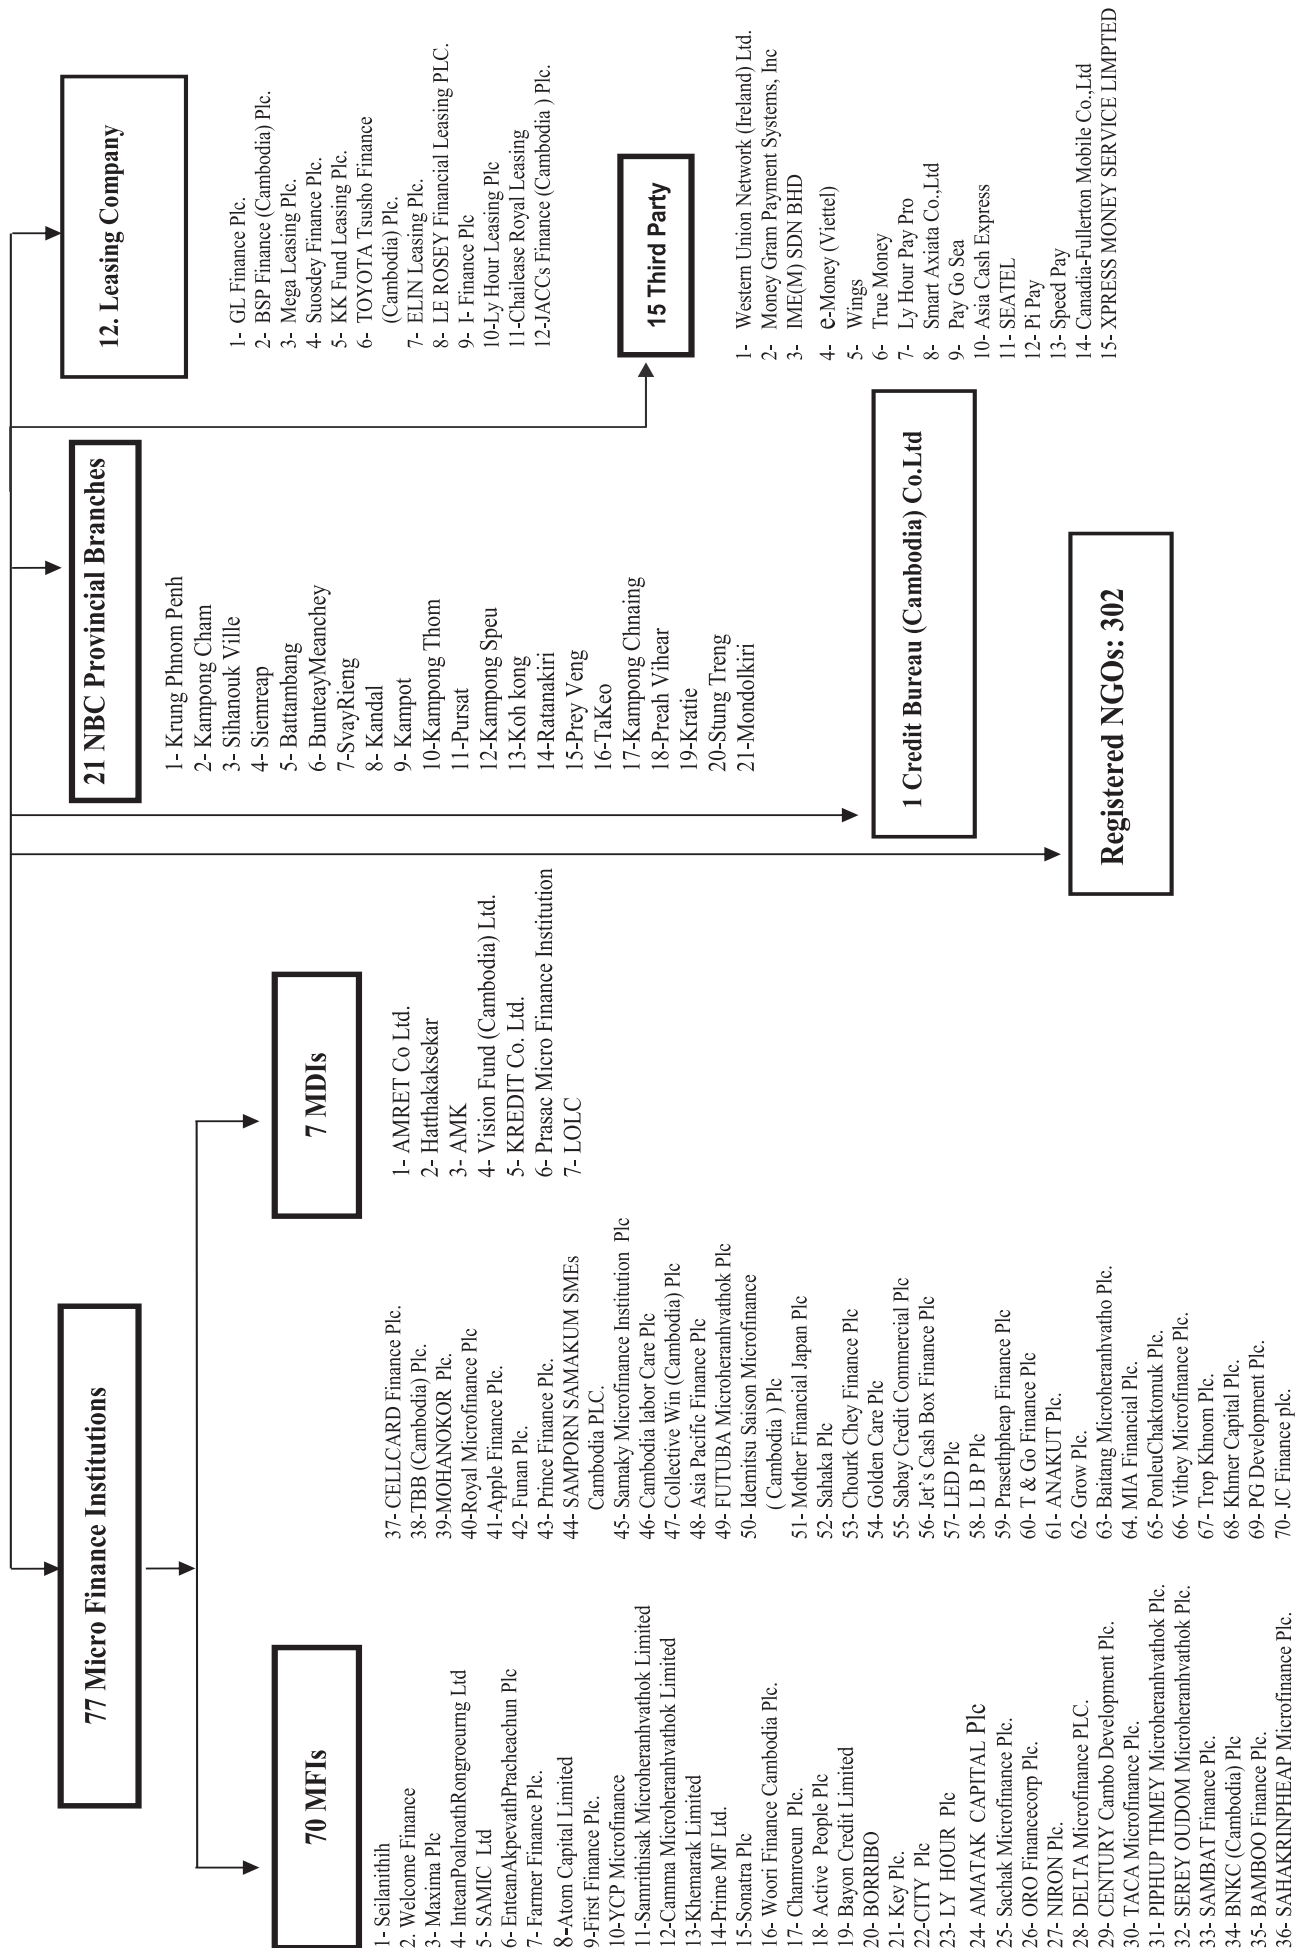 77 Micro Finance Institutions
70 MFIs
1- Seilanithih
2. Welcome Finance
3- Maxima Plc
4- InteanPoalroathRongroeurng Ltd
5- SAMIC Ltd
6- EnteanAkpevathPracheachun Plc
7- Farmer Finance Plc.
8-Atom Capital Limited
9-First Finance Plc.
10-YCP Microfinance
11-Samrithisak Microheranhvathok Limited
12-Camma Microheranhvathok Limited
13-Khemarak Limited
14-Prime MF Ltd.
15-Sonatra Plc
16- Woori Finance Cambodia Plc.
17- Chamroeun Plc.
18- Active People Plc
19- Bayon Credit Limited
20- BORRIBO
21- Key Plc.
22-CITY Plc
23- LY HOUR Plc
24- AMATAK CAPITAL Plc
25- Sachak Microfinance Plc.
26- ORO Financecorp Plc.
27- NIRON Plc.
28- DELTA Microfinance PLC.
29- CENTURY Cambo Development Plc.
30- TACA Microfinance Plc.
31- PIPHUP THMEY Microheranhvathok Plc.
32- SEREY OUDOM Microheranhvathok Plc.
33- SAMBAT Finance Plc.
34- BNKC (Cambodia) Plc
35- BAMBOO Finance Plc.
36- SAHAKRINPHEAP Microfinance Plc.
37- CELLCARD Finance Plc.
38-TBB (Cambodia) Plc.
39-MOHANOKOR Plc.
40-Royal Microfinance Plc
41-Apple Finance Plc.
42- Funan Plc.
43- Prince Finance Plc.
44- SAMPORN SAMAKUM SMEs
Cambodia PLC.
45- Samaky Microfinance Institution Plc
46- Cambodia labor Care Plc
47- Collective Win (Cambodia) Plc
48- Asia Pacific Finance Plc
49- FUTUBA Microheranhvathok Plc
50- Idemitsu Saison Microfinance
( Cambodia ) Plc
51- Mother Financial Japan Plc
52- Sahaka Plc
53- Chourk Chey Finance Plc
54- Golden Care Plc
55- Sabay Credit Commercial Plc
56- Jet's Cash Box Finance Plc
57- LED Plc
58- L B P Plc
59- Prasethpheap Finance Plc
60- T & Go Finance Plc
61- ANAKUT Plc.
62- Grow Plc.
63- Baitang Microheranhvatho Plc.
64. MIA Financial Plc.
65- PonleuChaktomuk Plc.
66- Vithey Microfinance Plc.
67- Trop Khnom Plc.
68- Khmer Capital Plc.
69- PG Development Plc.
70- JC Finance plc.
7 MDIs
1- AMRET Co Ltd.
2- Hatthakaksekar
3- AMK
4- Vision Fund (Cambodia) Ltd.
5- KREDIT Co. Ltd.
6- Prasac Micro Finance Institution
7- LOLC
21 NBC Provincial Branches
1- Krung Phnom Penh
2- Kampong Cham
3- Sihanouk Ville
4- Siemreap
5- Battambang
6- BunteayMeanchey
7-SvayRieng
8- Kandal
9- Kampot
10-Kampong Thom
11-Pursat
12-Kampong Speu
13-Koh kong
14-Ratanakiri
15-Prey Veng
16-TaKeo
17-Kampong Chnaing
18-Preah Vihear
19-Kratie
20-Stung Treng
21-Mondolkiri
1 Credit Bureau (Cambodia) Co.Ltd
Registered NGOs: 302
12. Leasing Company
1- GL Finance Plc.
2- BSP Finance (Cambodia) Plc.
3- Mega Leasing Plc.
4- Suosdey Finance Plc.
5- KK Fund Leasing Plc.
6- TOYOTA Tsusho Finance
(Cambodia) Plc.
7- ELIN Leasing Plc.
8- LE ROSEY Financial Leasing PLC.
9- I- Finance Plc
10-Ly Hour Leasing Plc
11-Chailease Royal Leasing
12-JACCs Finance (Cambodia ) Plc.
15 Third Party
1- Western Union Network (Ireland) Ltd.
2- Money Gram Payment Systems, Inc
3- IME(M) SDN BHD
4- e-Money (Viettel)
5- Wings
6- True Money
7- Ly Hour Pay Pro
8- Smart Axiata Co.,Ltd
9- Pay Go Sea
10- Asia Cash Express
11- SEATEL
12- Pi Pay
13- Speed Pay
14- Canadia-Fullerton Mobile Co.,Ltd
15- XPRESS MONEY SERVICE LIMPTED